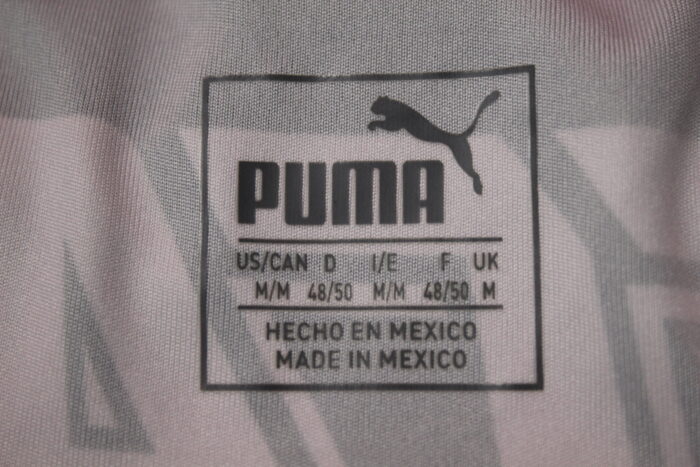 PUMA
US/CAN D I/E F UK
M/M 48/50 M/M 48/50 M
HECHO EN MEXICO
MADE IN MEXICO